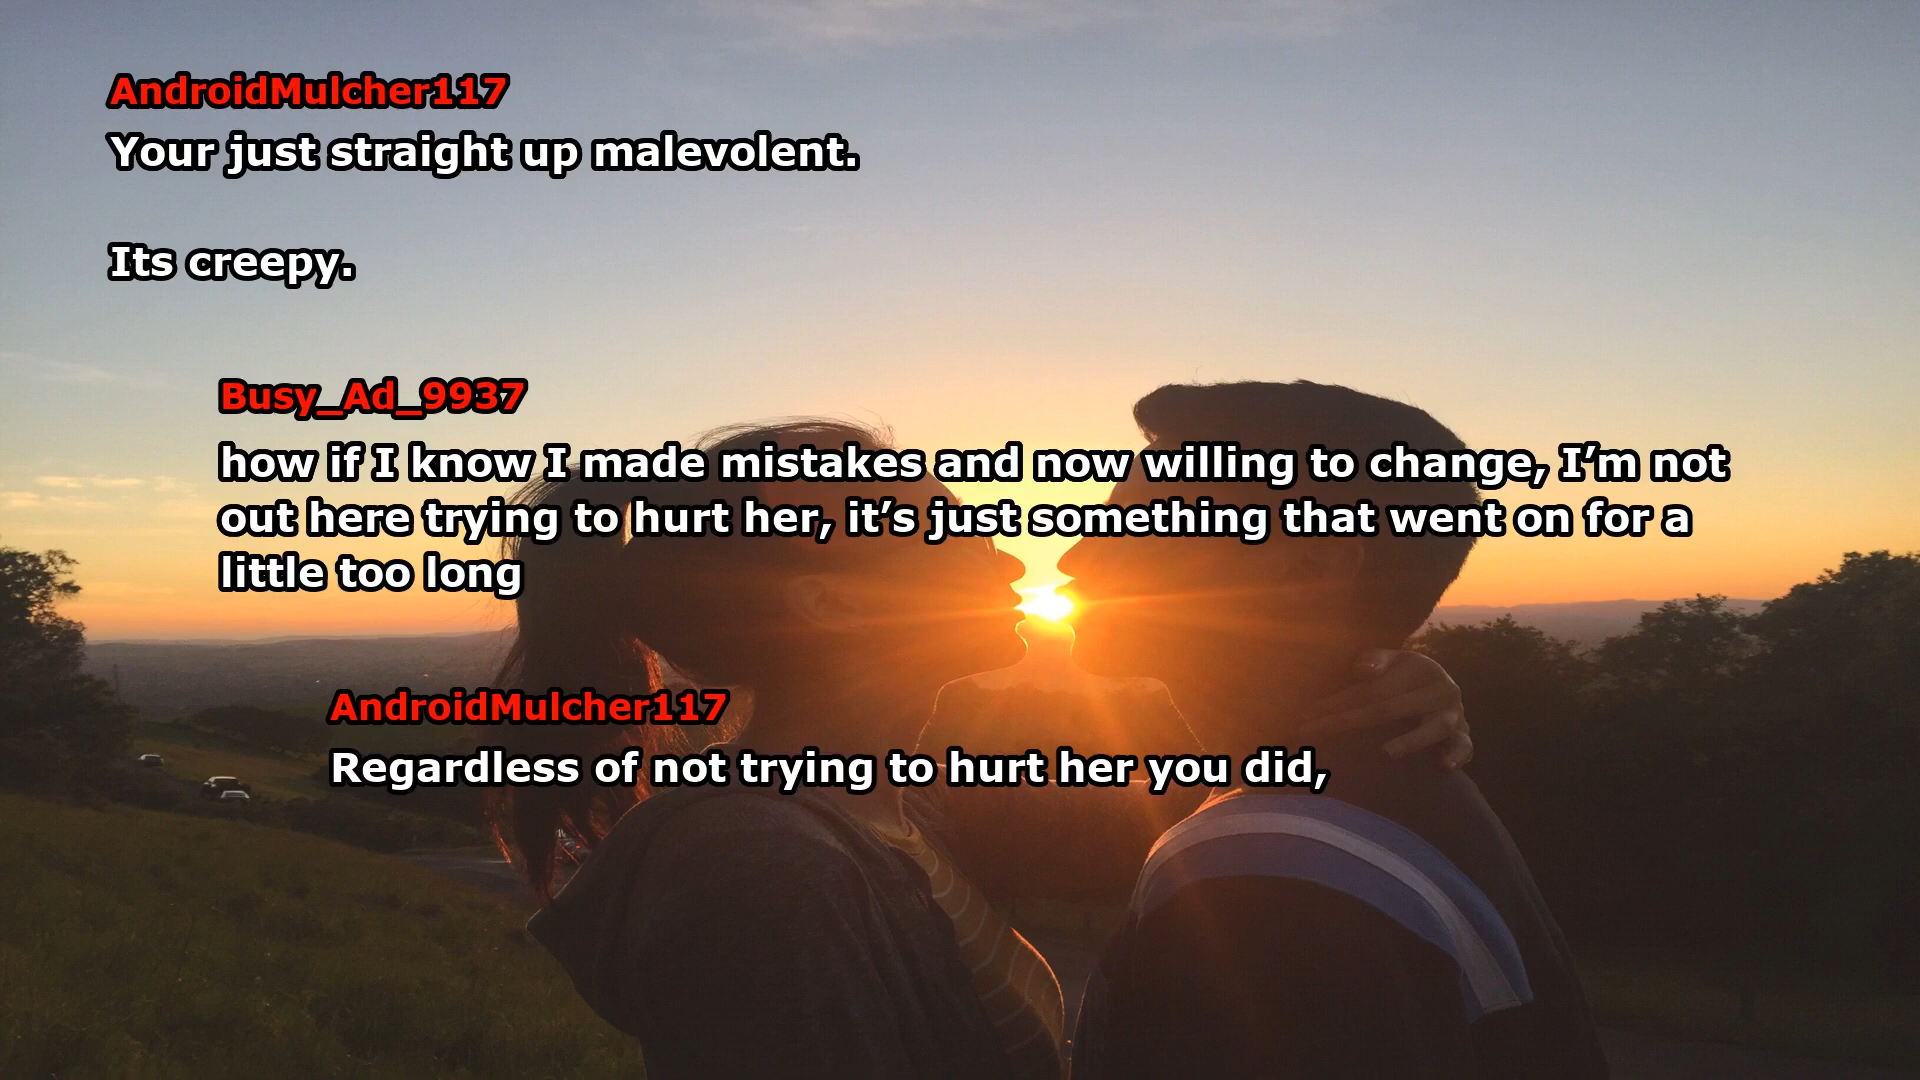 AndroidMulcher117
Your just straight up malevolent.
Its creepy.
Busy_Ad_9937
how if I know I made mistakes and now willing to change, I’m not
out here trying to hurt her, it’s just something that went on for a
little too long
AndroidMulcher117
Regardless of not trying to hurt her you did,